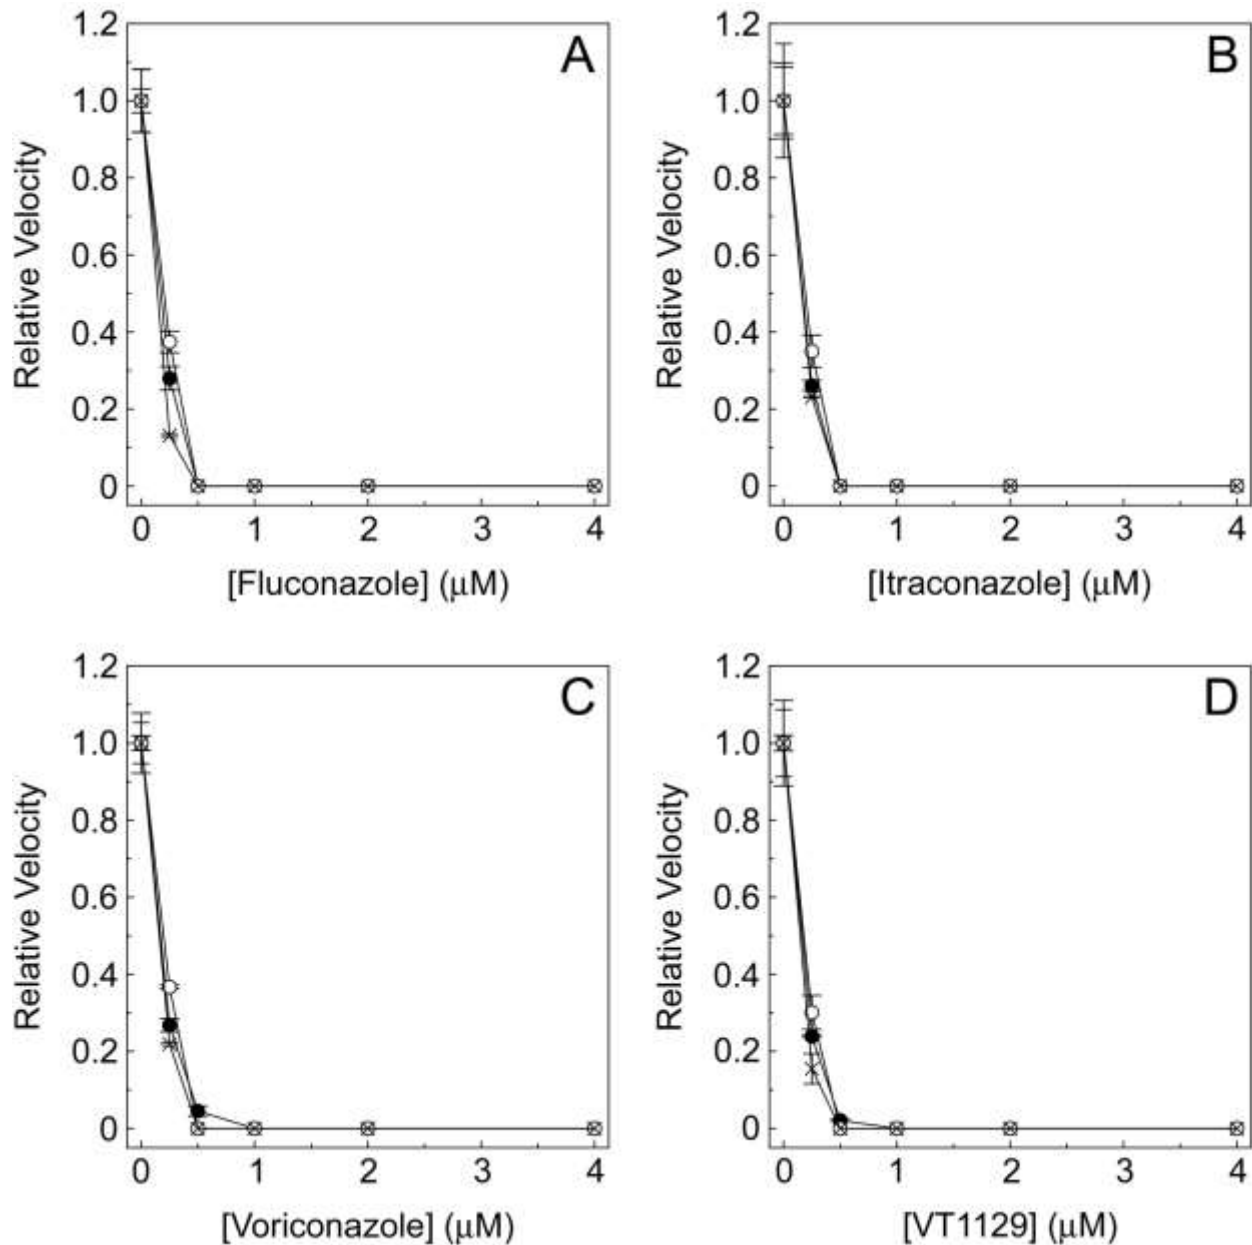 A
1.2
1.0
0.8
0.6
0.4
0.2
0
Relative Velocity
0 1 2 3 4
[Fluconazole] (μM)
B
1.2
1.0
0.8
0.6
0.4
0.2
0
Relative Velocity
0 1 2 3 4
[Itraconazole] (μM)
C
1.2
1.0
0.8
0.6
0.4
0.2
0
Relative Velocity
0 1 2 3 4
[Voriconazole] (μM)
D
1.2
1.0
0.8
0.6
0.4
0.2
0
Relative Velocity
0 1 2 3 4
[VT1129] (μM)